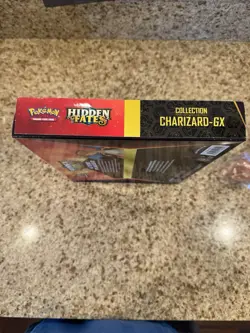 Pokémon
TRADING CARD GAME
HIDDEN
FATES
COLLECTION
CHARIZARD-GX